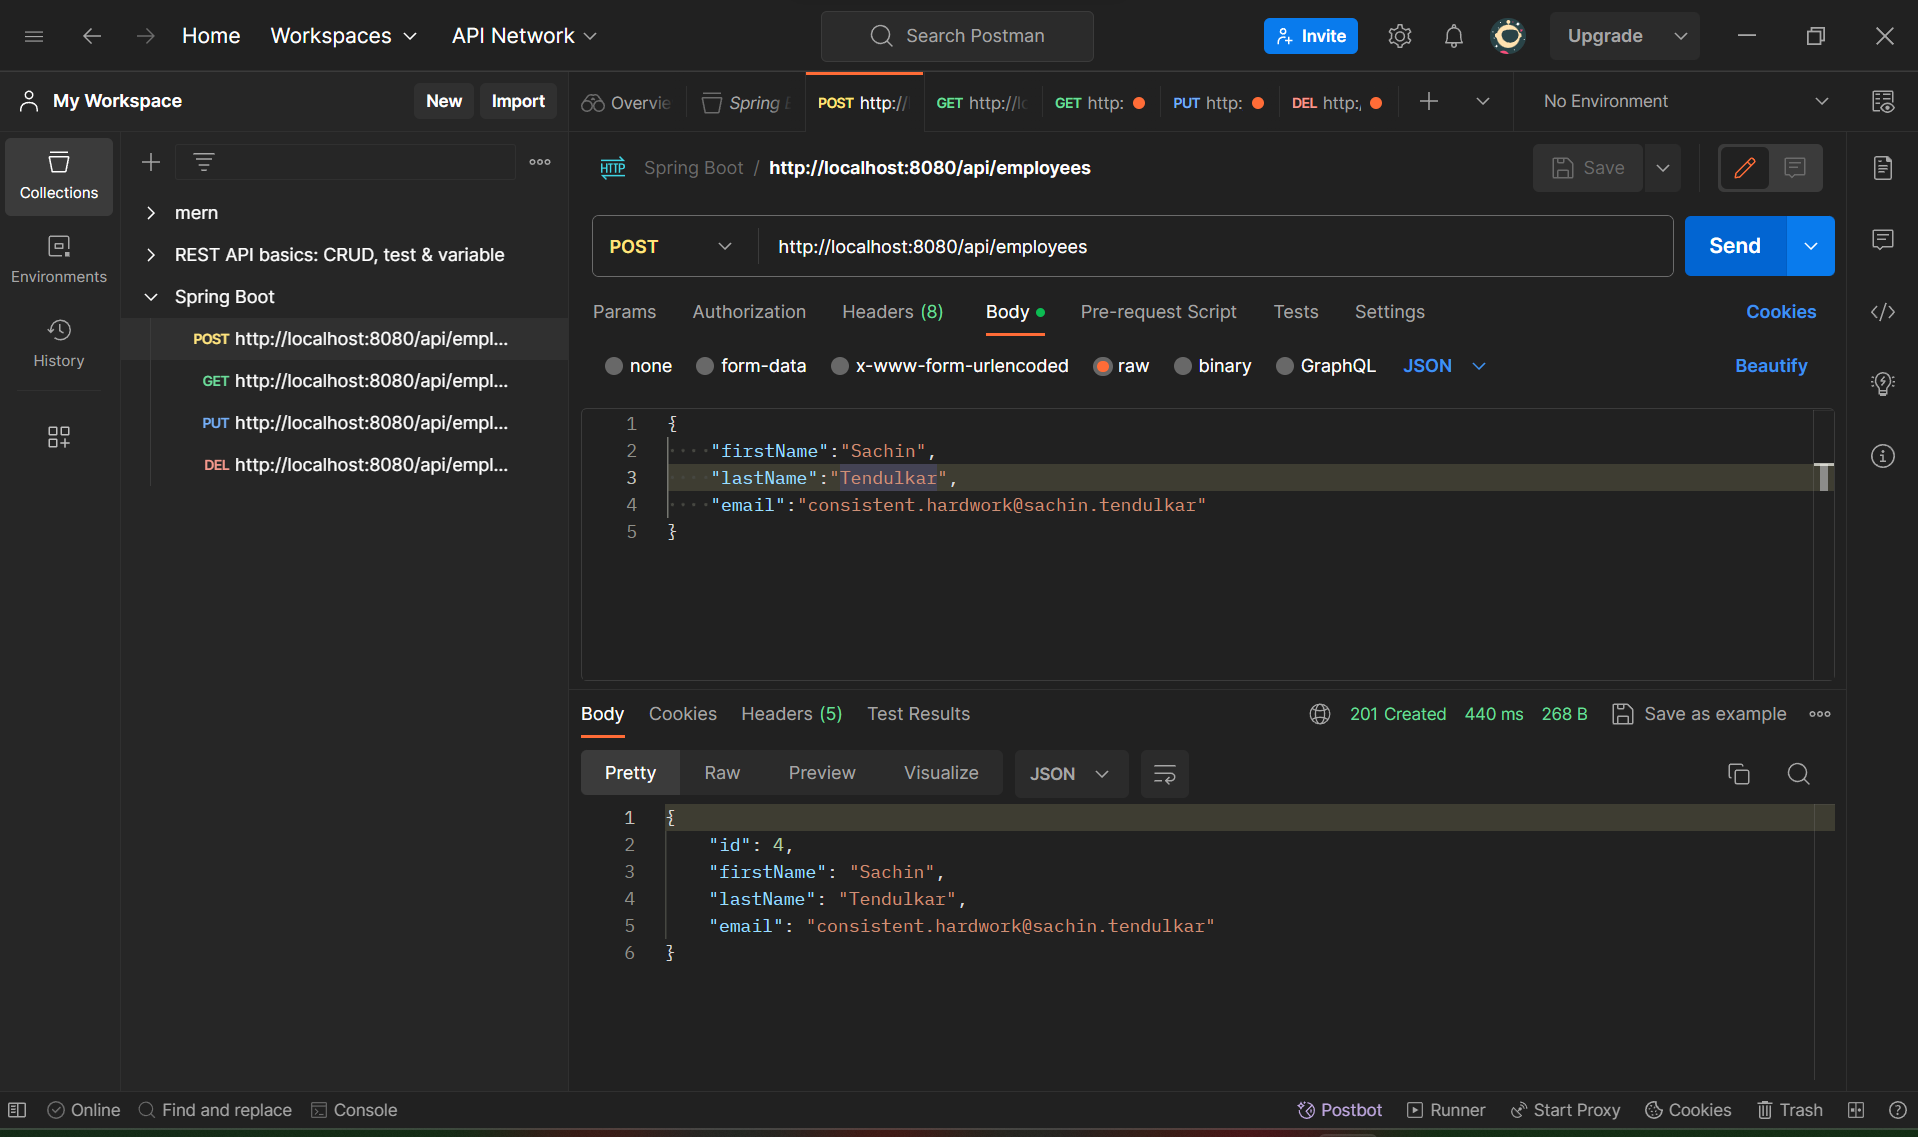 Home Workspaces API Network Search Postman Invite Upgrade
My Workspace New Import
Overvie Spring POST http:// GET http://lo GET http: PUT http: DEL http: No Environment
Collections
Environments
History
mern
REST API basics: CRUD, test & variable
Spring Boot
POST http://localhost:8080/api/empl...
GET http://localhost:8080/api/empl...
PUT http://localhost:8080/api/empl...
DEL http://localhost:8080/api/empl...
HTTP Spring Boot / http://localhost:8080/api/employees Save
POST http://localhost:8080/api/employees Send
Params Authorization Headers (8) Body Pre-request Script Tests Settings Cookies
none form-data x-www-form-urlencoded raw binary GraphQL JSON Beautify
1 {
2 "firstName":"Sachin",
3 "lastName":"Tendulkar",
4 "email":"consistent.hardwork@sachin.tendulkar"
5 }
Body Cookies Headers (5) Test Results 201 Created 440 ms 268 B Save as example
Pretty Raw Preview Visualize JSON
1 {
2 "id": 4,
3 "firstName": "Sachin",
4 "lastName": "Tendulkar",
5 "email": "consistent.hardwork@sachin.tendulkar"
6 }
Online Find and replace Console Postbot Runner Start Proxy Cookies Trash